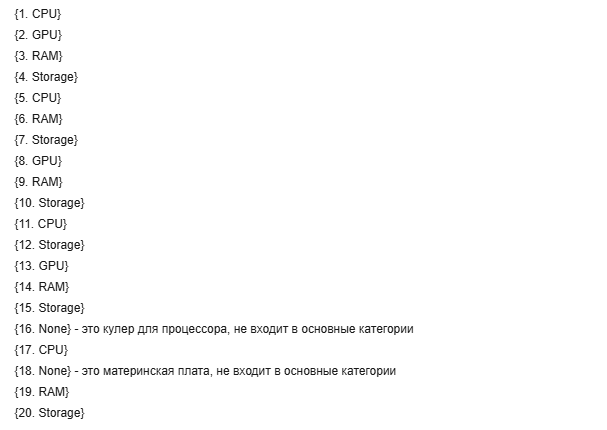 {1. CPU}
{2. GPU}
{3. RAM}
{4. Storage}
{5. CPU}
{6. RAM}
{7. Storage}
{8. GPU}
{9. RAM}
{10. Storage}
{11. CPU}
{12. Storage}
{13. GPU}
{14. RAM}
{15. Storage}
{16. None} - это кулер для процессора, не входит в основные категории
{17. CPU}
{18. None} - это материнская плата, не входит в основные категории
{19. RAM}
{20. Storage}